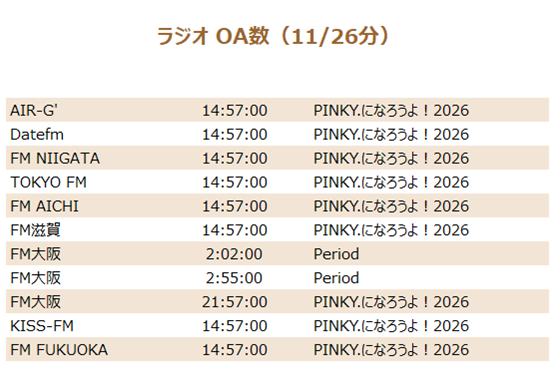 ラジオ OA数（11/26分）
AIR-G' 14:57:00 PINKY.になろうよ！2026
Datefm 14:57:00 PINKY.になろうよ！2026
FM NIIGATA 14:57:00 PINKY.になろうよ！2026
TOKYO FM 14:57:00 PINKY.になろうよ！2026
FM AICHI 14:57:00 PINKY.になろうよ！2026
FM滋賀 14:57:00 PINKY.になろうよ！2026
FM大阪 2:02:00 Period
FM大阪 2:55:00 Period
FM大阪 21:57:00 PINKY.になろうよ！2026
KISS-FM 14:57:00 PINKY.になろうよ！2026
FM FUKUOKA 14:57:00 PINKY.になろうよ！2026